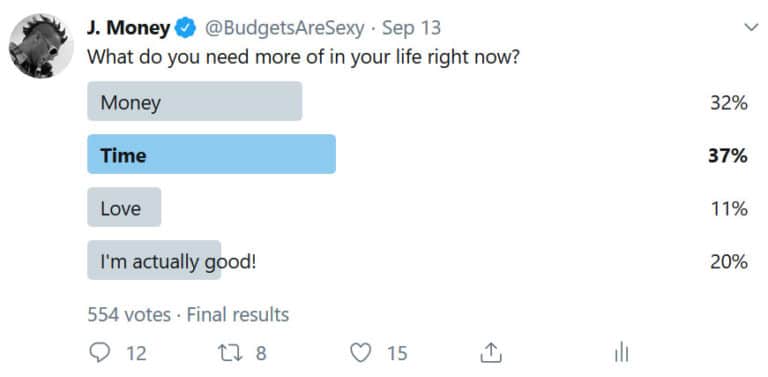 J. Money @BudgetsAreSexy · Sep 13
What do you need more of in your life right now?
Money 32%
Time 37%
Love 11%
I'm actually good! 20%
554 votes · Final results
12 8 15